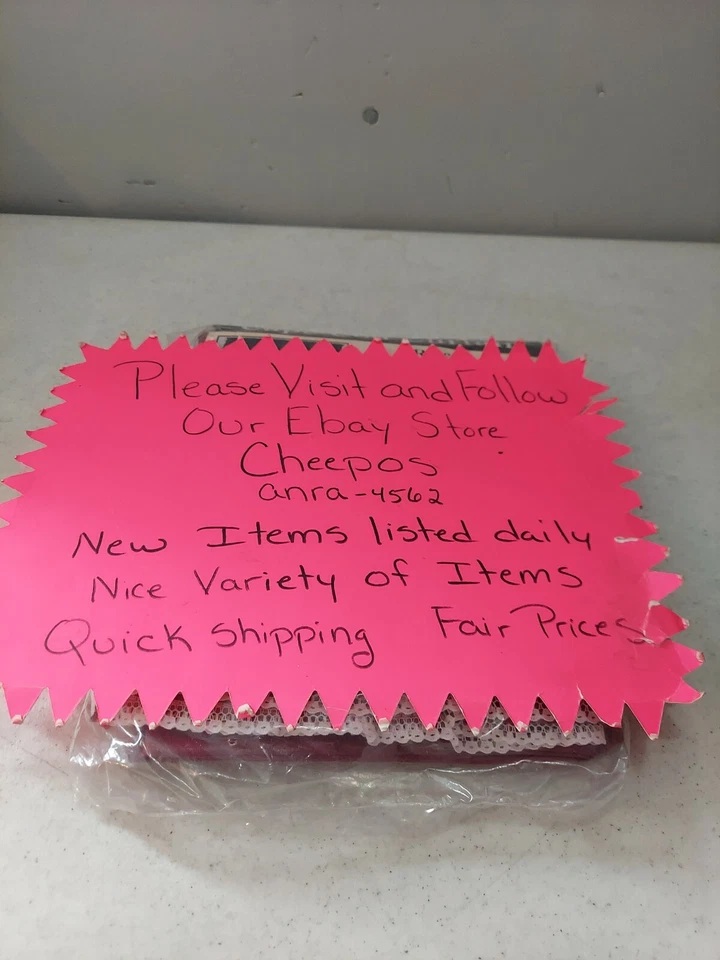 Please Visit and Follow
Our Ebay Store
Cheepos
anra-4562
New Items listed daily
Nice Variety of Items
Quick Shipping Fair Prices